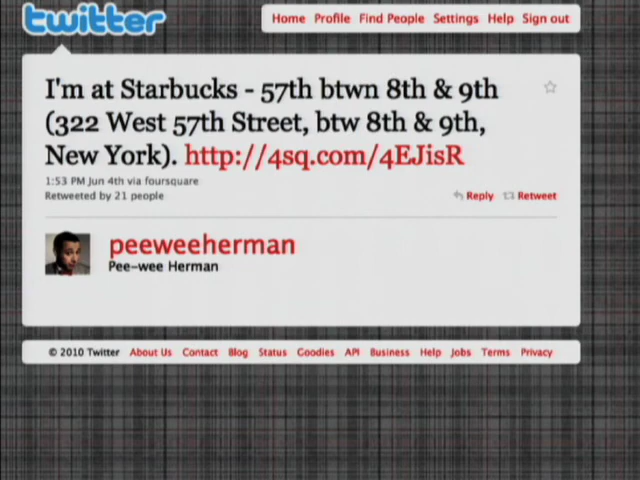 twitter
Home Profile Find People Settings Help Sign out
I'm at Starbucks - 57th btwn 8th & 9th
(322 West 57th Street, btw 8th & 9th,
New York). http://4sq.com/4EJisR
1:53 PM Jun 4th via foursquare
Retweeted by 21 people
Reply Retweet
peeweeherman
Pee-wee Herman
© 2010 Twitter About Us Contact Blog Status Goodies API Business Help Jobs Terms Privacy